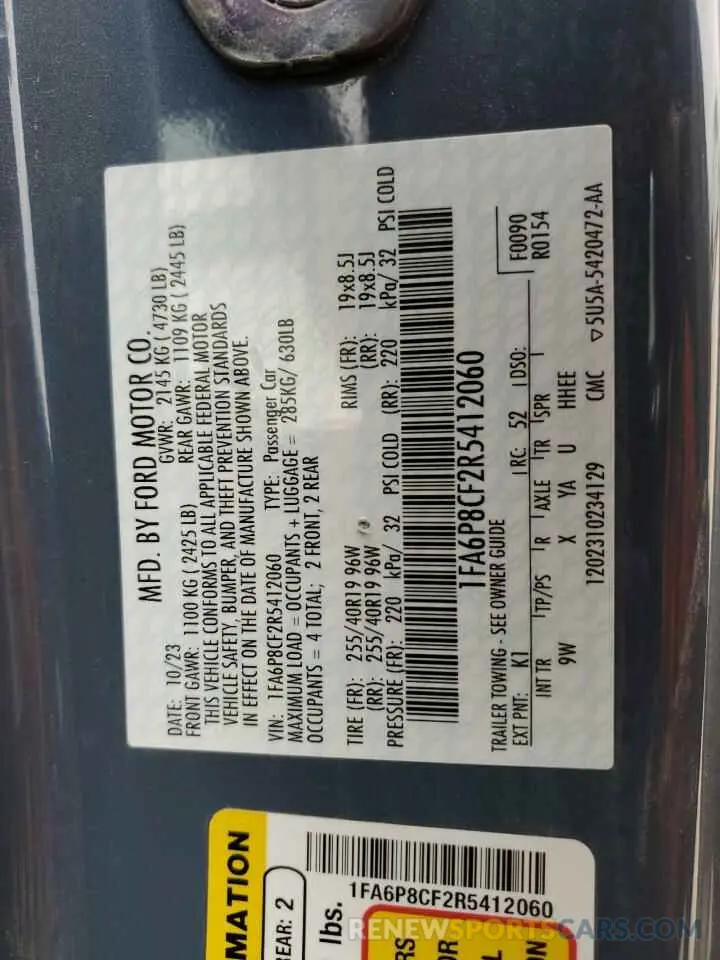 MFD. BY FORD MOTOR CO.
DATE: 10/23 GVWR: 2145 KG ( 4730 LB)
FRONT GAWR: 1100 KG ( 2425 LB) REAR GAWR: 1109 KG ( 2445 LB)
THIS VEHICLE CONFORMS TO ALL APPLICABLE FEDERAL MOTOR
VEHICLE SAFETY, BUMPER, AND THEFT PREVENTION STANDARDS
IN EFFECT ON THE DATE OF MANUFACTURE SHOWN ABOVE.
VIN: 1FA6P8CF2R5412060 TYPE: Passenger Car
MAXIMUM LOAD = OCCUPANTS + LUGGAGE = 285KG/ 630LB
OCCUPANTS = 4 TOTAL; 2 FRONT, 2 REAR
TIRE (FR): 255/40R19 96W RIMS (FR): 19x8.5J
(RR): 255/40R19 96W (RR): 19x8.5J
PRESSURE (FR): 220 kPa/ 32 PSI COLD (RR): 220 kPa/ 32 PSI COLD
1FA6P8CF2R5412060
TRAILER TOWING - SEE OWNER GUIDE
F0090
EXT PNT: K1 RC: 52 DSO: R0154
INT TR TP/PS R AXLE TR SPR
9W X YA U HHEE
1202310234129 CMC ▽5U5A-5420472-AA
MATION
REAR: 2
lbs.
1FA6P8CF2R5412060
RS
OR
L
ON
RENEWSPORTSCARS.COM